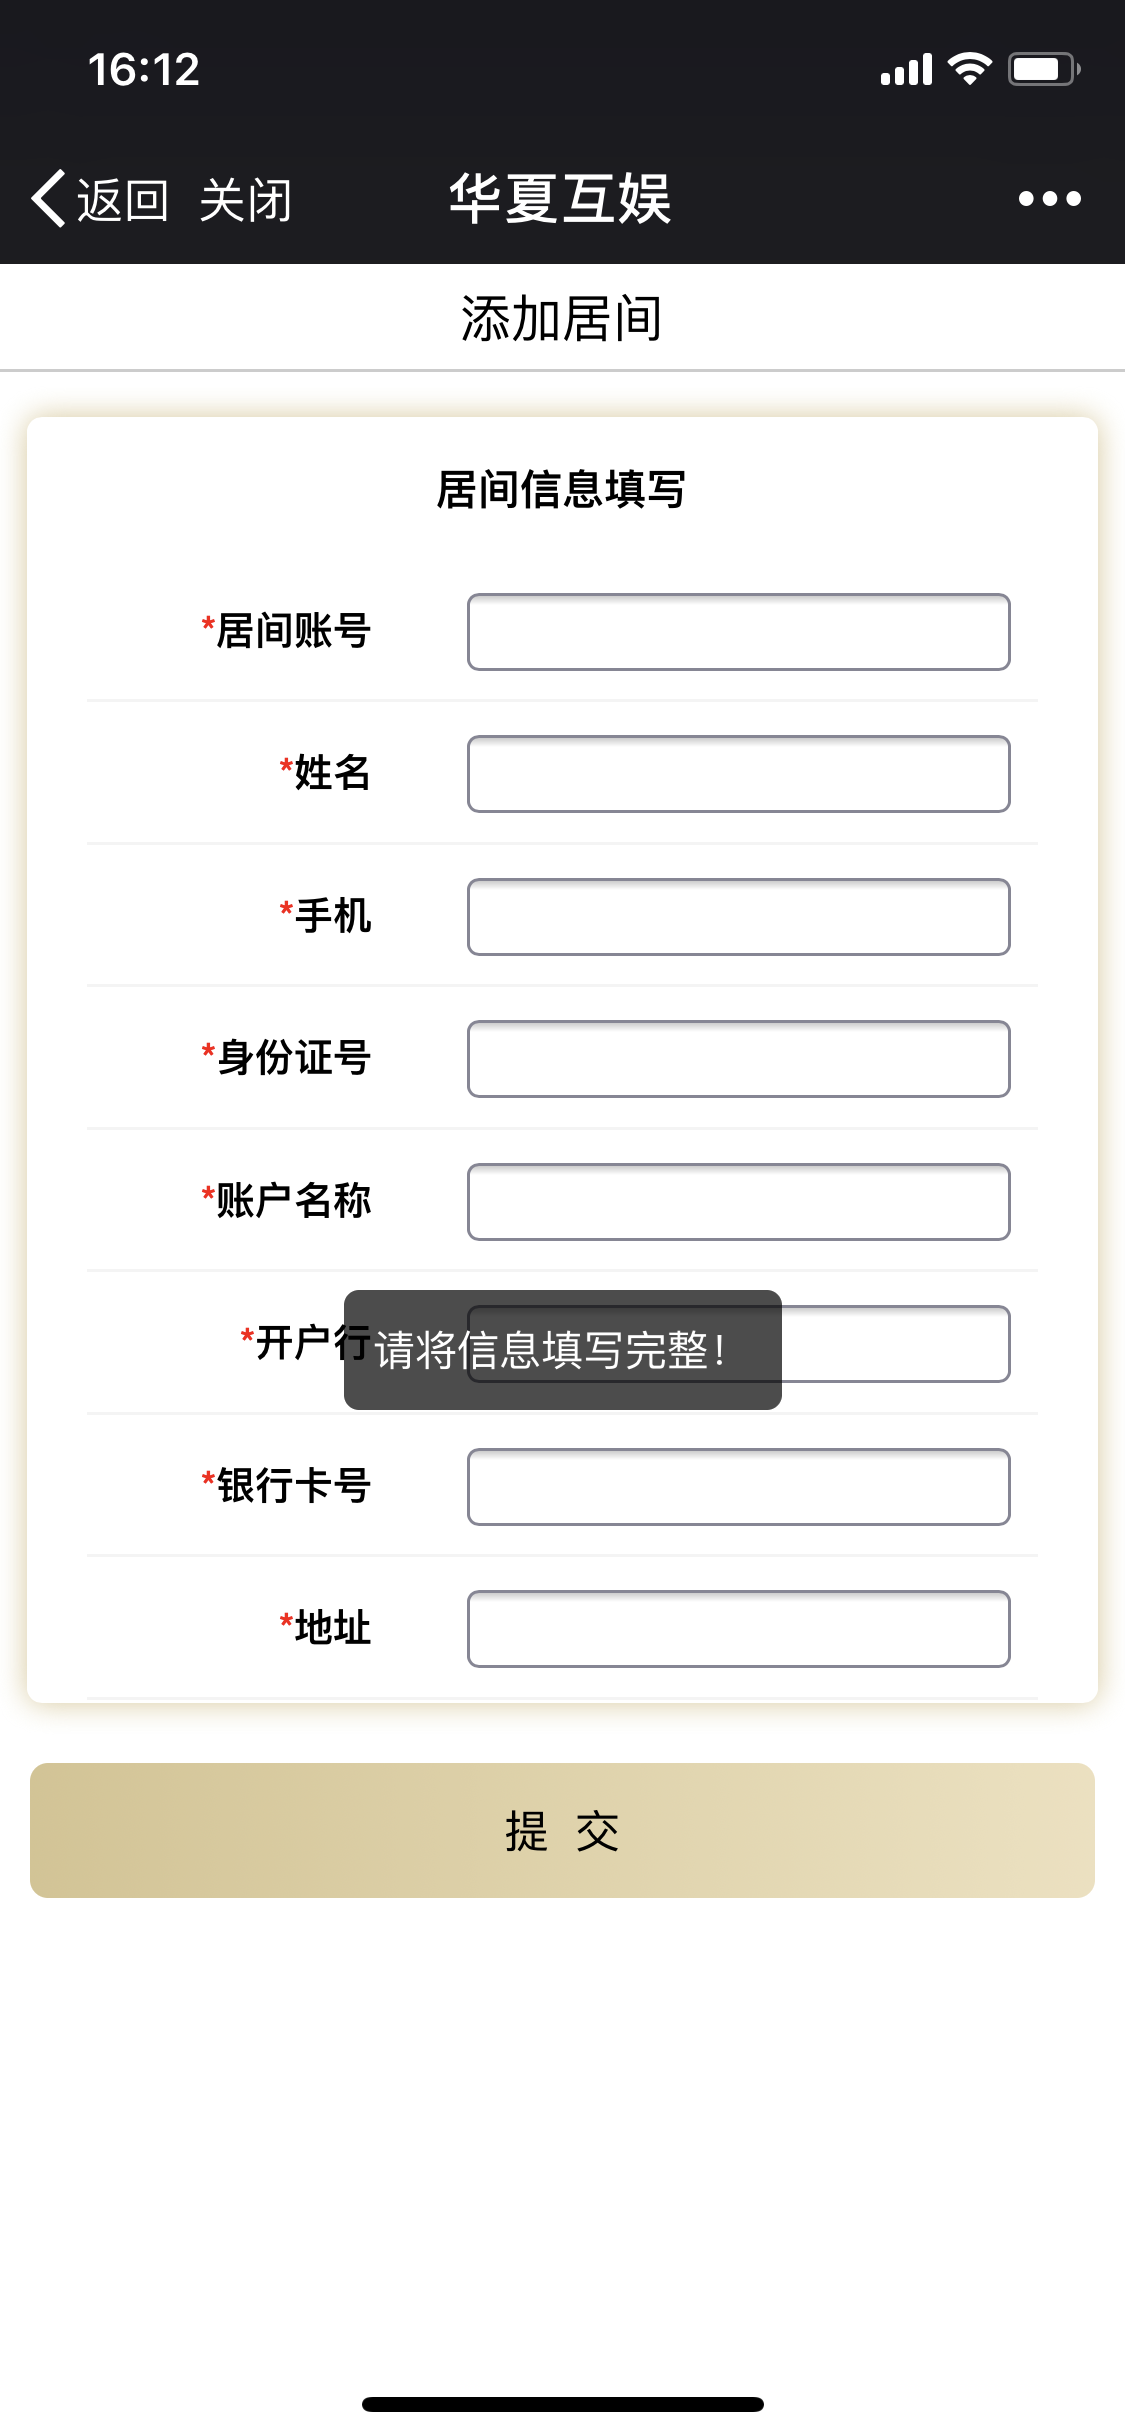 16:12
返回 关闭 华夏互娱
添加居间
居间信息填写
*居间账号
*姓名
*手机
*身份证号
*账户名称
*开户行
请将信息填写完整！
*银行卡号
*地址
提 交